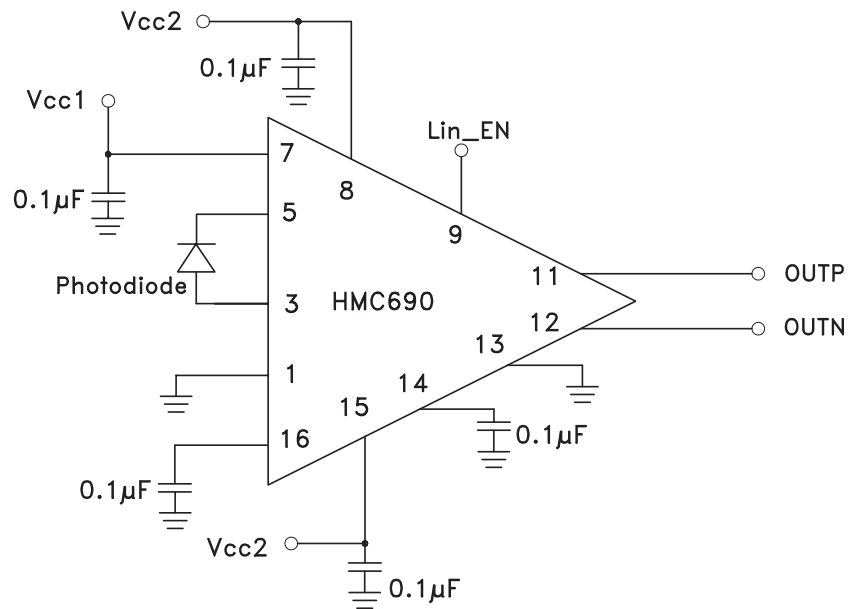 Vcc2
0.1µF
Vcc1
Lin_EN
7
8
0.1µF
5
9
11
OUTP
Photodiode
3
HMC690
12
OUTN
13
1
14
15
16
0.1µF
0.1µF
Vcc2
0.1µF